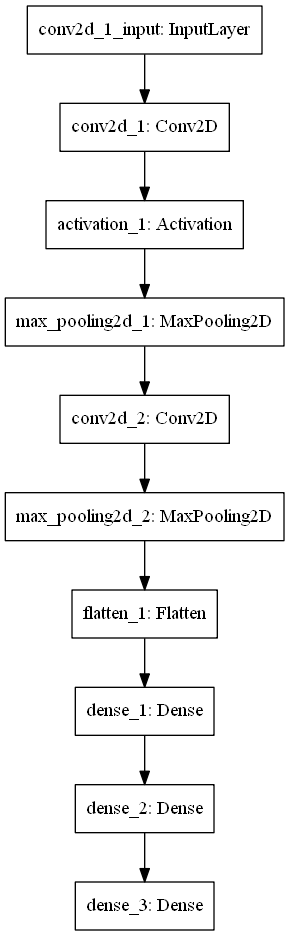 conv2d_1_input: InputLayer
conv2d_1: Conv2D
activation_1: Activation
max_pooling2d_1: MaxPooling2D
conv2d_2: Conv2D
max_pooling2d_2: MaxPooling2D
flatten_1: Flatten
dense_1: Dense
dense_2: Dense
dense_3: Dense